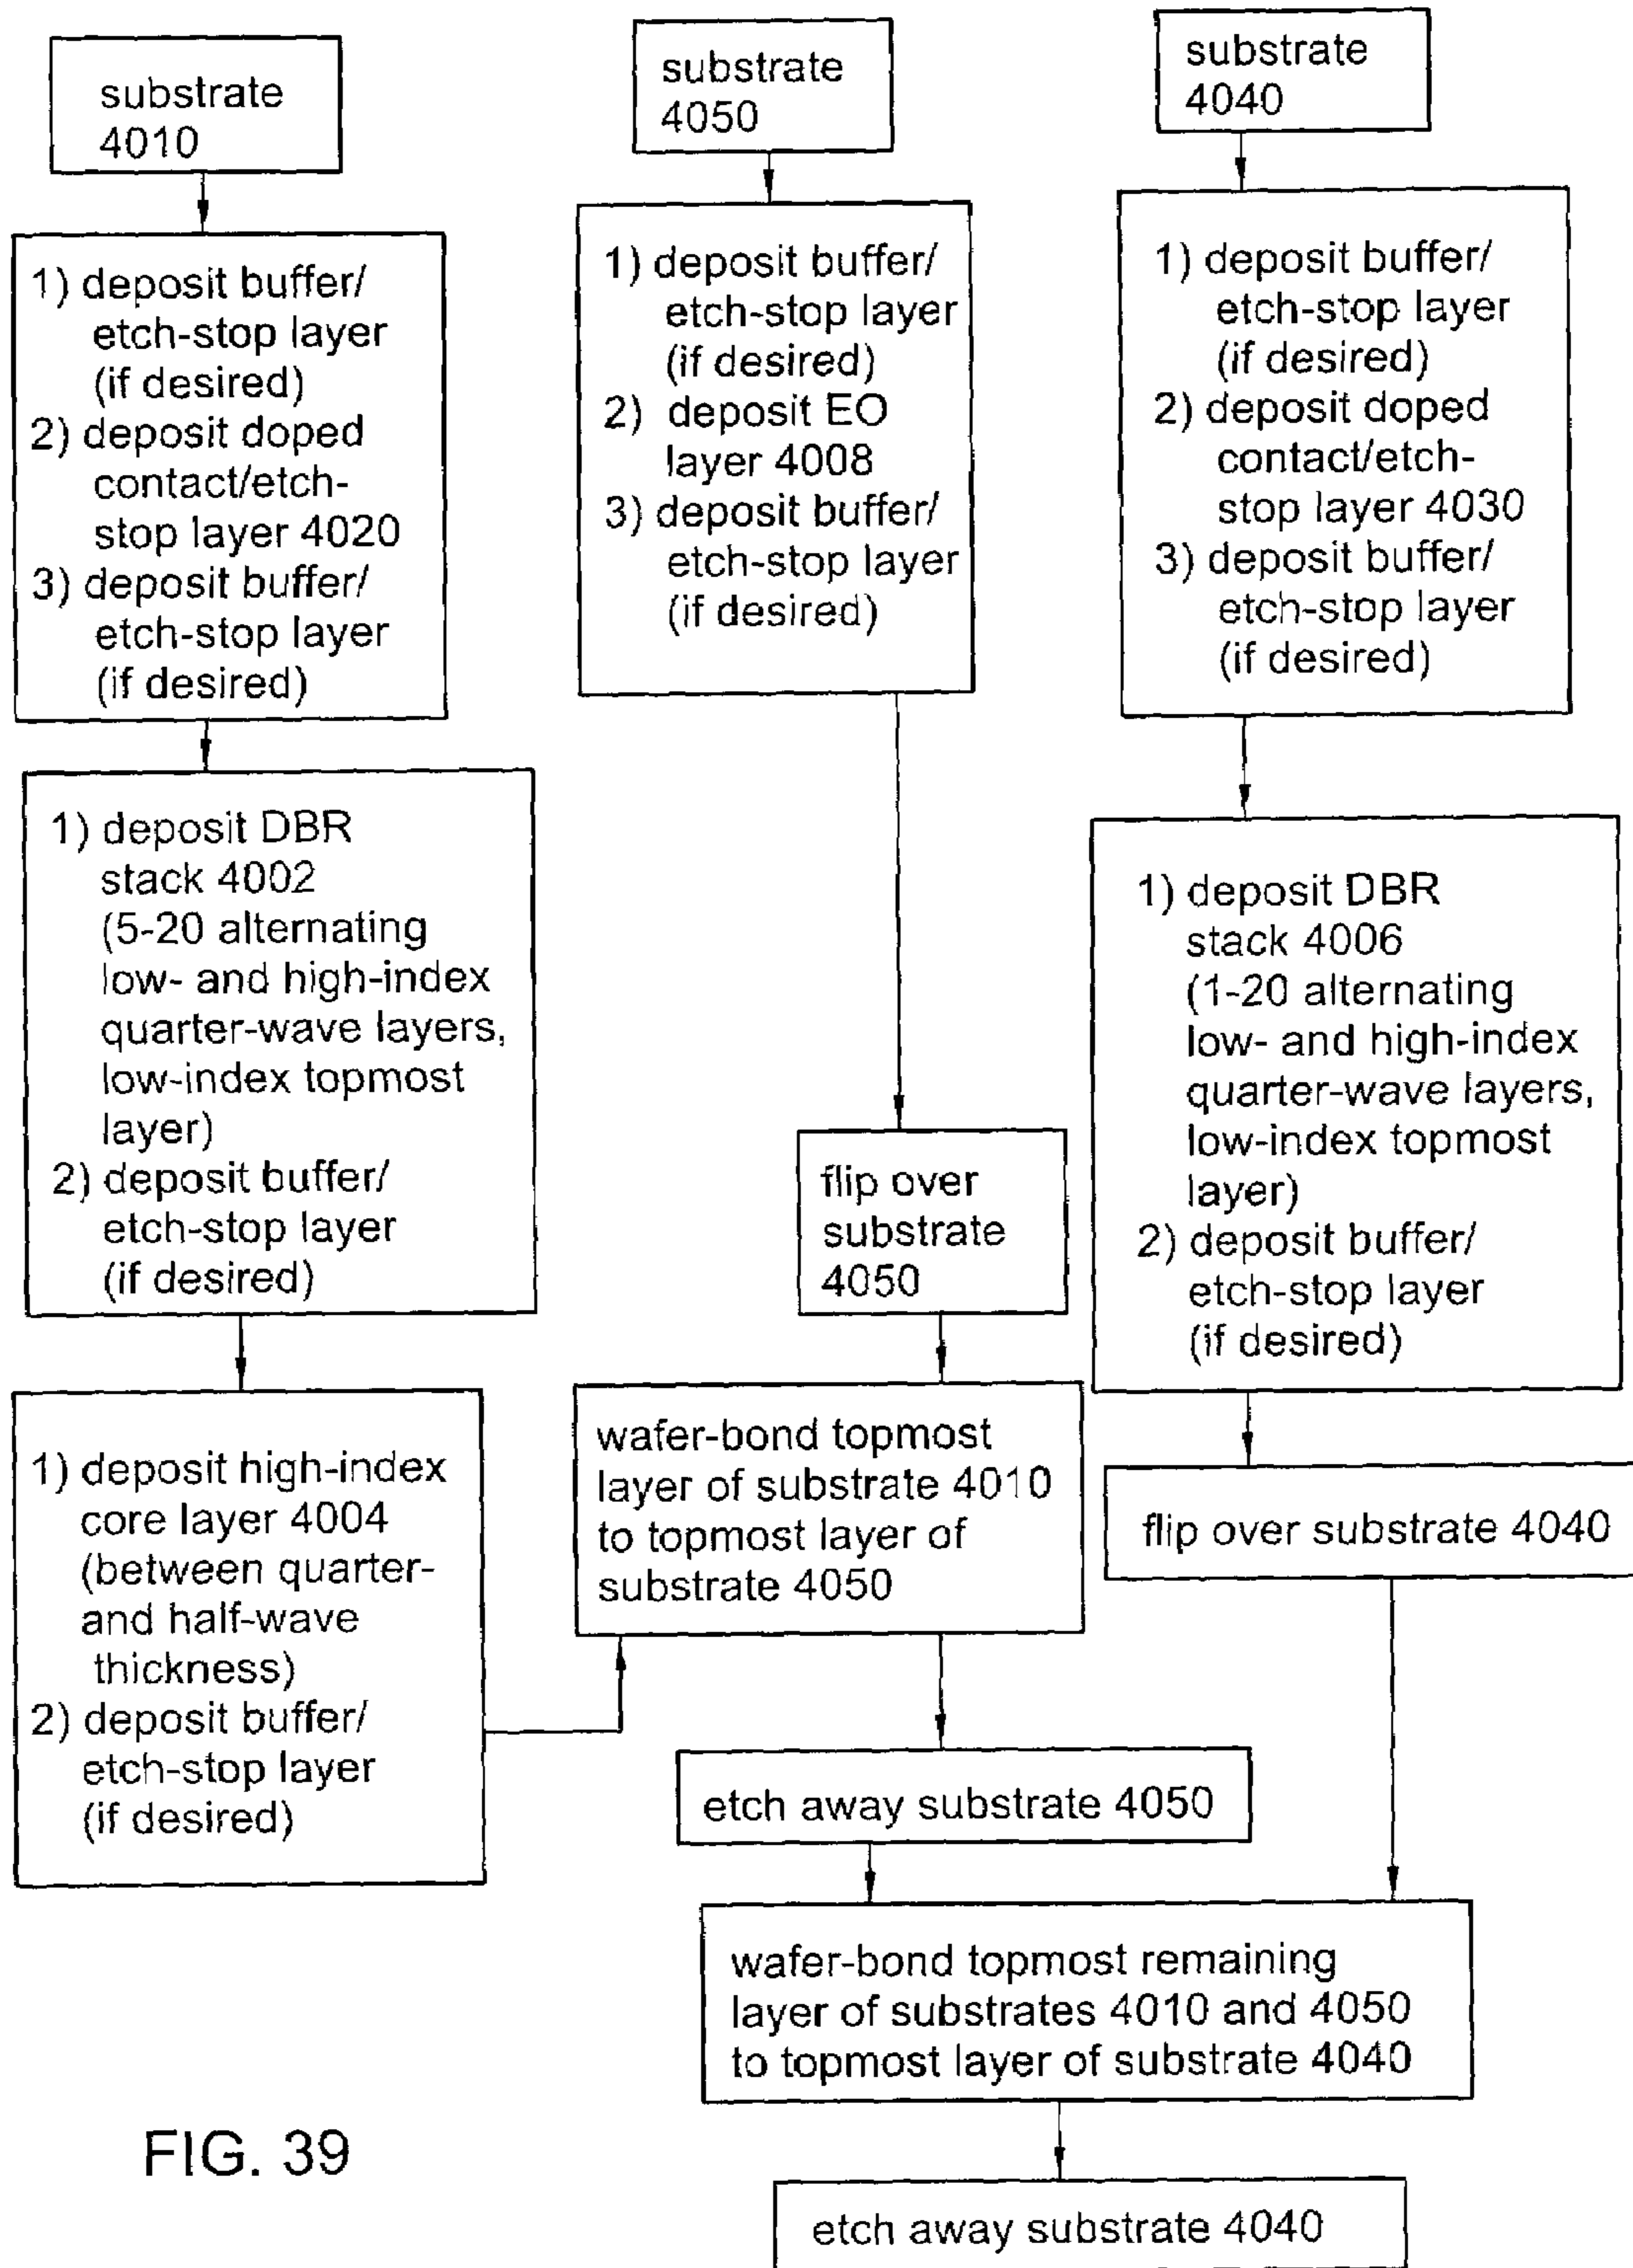 substrate
4010
1) deposit buffer/
etch-stop layer
(if desired)
2) deposit doped
contact/etch-
stop layer 4020
3) deposit buffer/
etch-stop layer
(if desired)
1) deposit DBR
stack 4002
(5-20 alternating
low- and high-index
quarter-wave layers,
low-index topmost
layer)
2) deposit buffer/
etch-stop layer
(if desired)
1) deposit high-index
core layer 4004
(between quarter-
and half-wave
thickness)
2) deposit buffer/
etch-stop layer
(if desired)
substrate
4050
1) deposit buffer/
etch-stop layer
(if desired)
2) deposit EO
layer 4008
3) deposit buffer/
etch-stop layer
(if desired)
flip over
substrate
4050
wafer-bond topmost
layer of substrate 4010
to topmost layer of
substrate 4050
etch away substrate 4050
substrate
4040
1) deposit buffer/
etch-stop layer
(if desired)
2) deposit doped
contact/etch-
stop layer 4030
3) deposit buffer/
etch-stop layer
(if desired)
1) deposit DBR
stack 4006
(1-20 alternating
low- and high-index
quarter-wave layers,
low-index topmost
layer)
2) deposit buffer/
etch-stop layer
(if desired)
flip over substrate 4040
wafer-bond topmost remaining
layer of substrates 4010 and 4050
to topmost layer of substrate 4040
etch away substrate 4040
FIG. 39